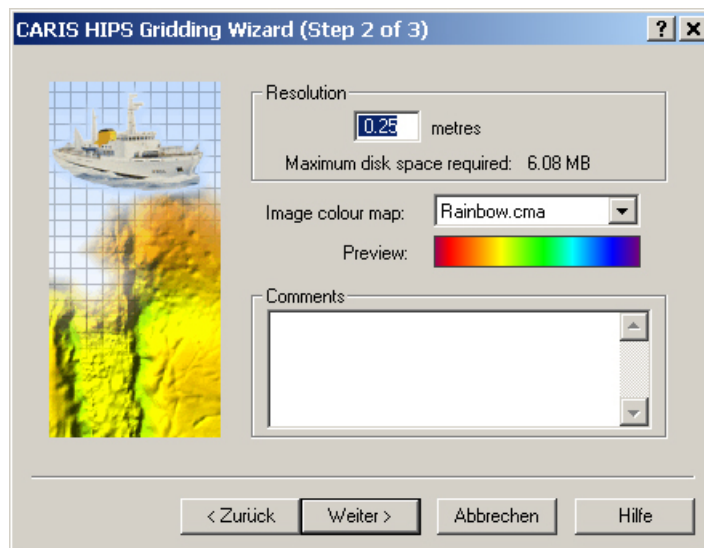 CARIS HIPS Gridding Wizard (Step 2 of 3)
Resolution
0.25 metres
Maximum disk space required: 6.08 MB
Image colour map: Rainbow.cma
Preview:
Comments
< Zurück Weiter > Abbrechen Hilfe